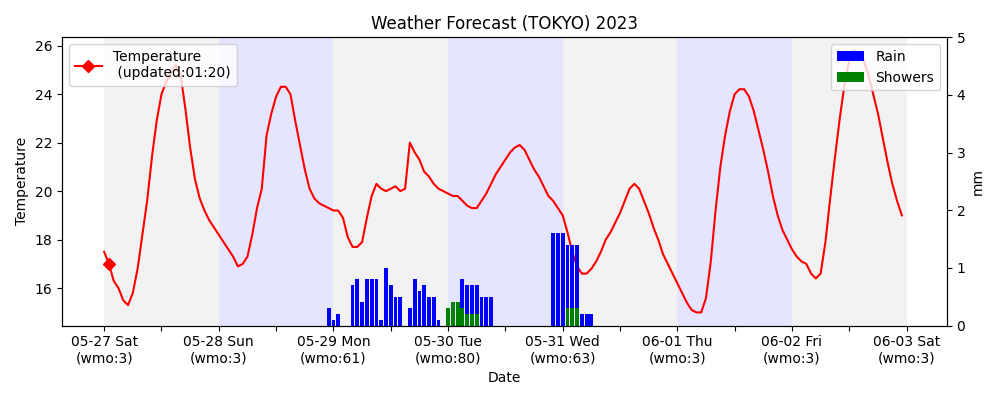 Weather Forecast (TOKYO) 2023
Temperature
(updated:01:20)
Rain
Showers
26
24
22
20
18
16
Temperature
5
4
3
2
1
0
mm
05-27 Sat
(wmo:3)
05-28 Sun
(wmo:3)
05-29 Mon
(wmo:61)
05-30 Tue
(wmo:80)
05-31 Wed
(wmo:63)
06-01 Thu
(wmo:3)
06-02 Fri
(wmo:3)
06-03 Sat
(wmo:3)
Date